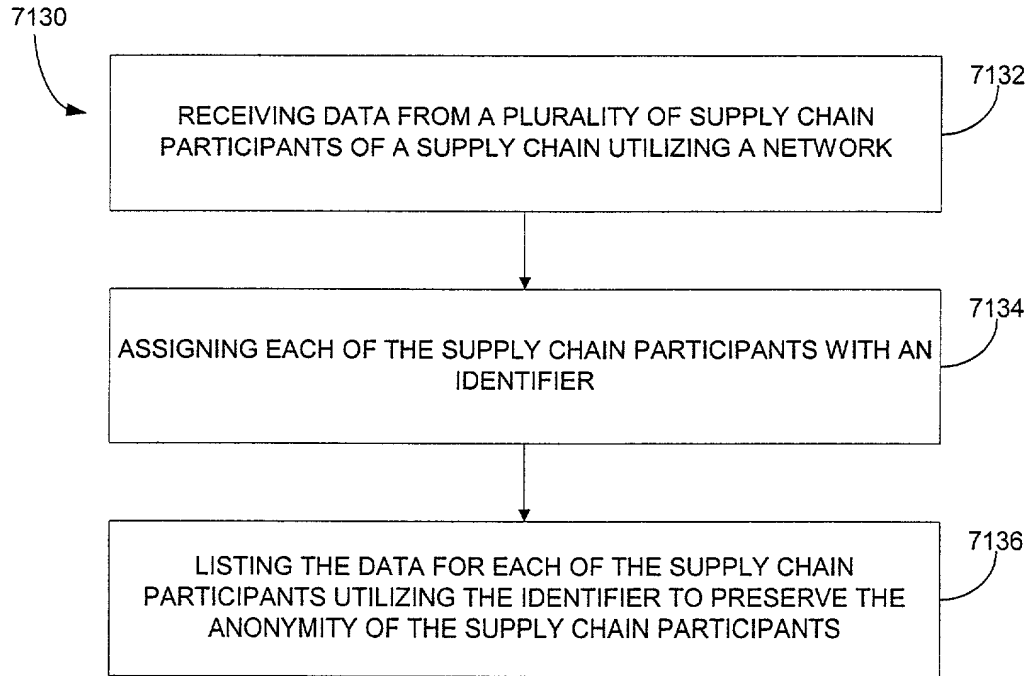 7130
7132
RECEIVING DATA FROM A PLURALITY OF SUPPLY CHAIN
PARTICIPANTS OF A SUPPLY CHAIN UTILIZING A NETWORK
7134
ASSIGNING EACH OF THE SUPPLY CHAIN PARTICIPANTS WITH AN
IDENTIFIER
7136
LISTING THE DATA FOR EACH OF THE SUPPLY CHAIN
PARTICIPANTS UTILIZING THE IDENTIFIER TO PRESERVE THE
ANONYMITY OF THE SUPPLY CHAIN PARTICIPANTS